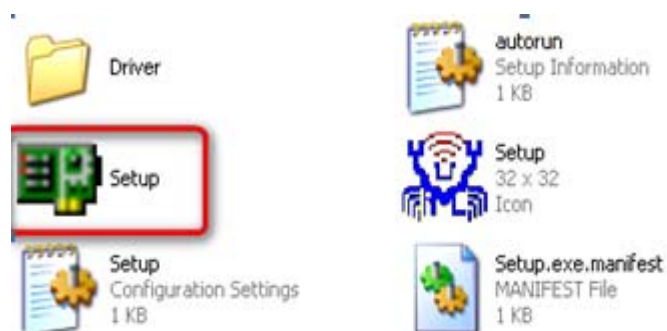 Driver
autorun
Setup Information
1 KB
Setup
Setup
32 x 32
Icon
Setup
Configuration Settings
1 KB
Setup.exe.manifest
MANIFEST File
1 KB